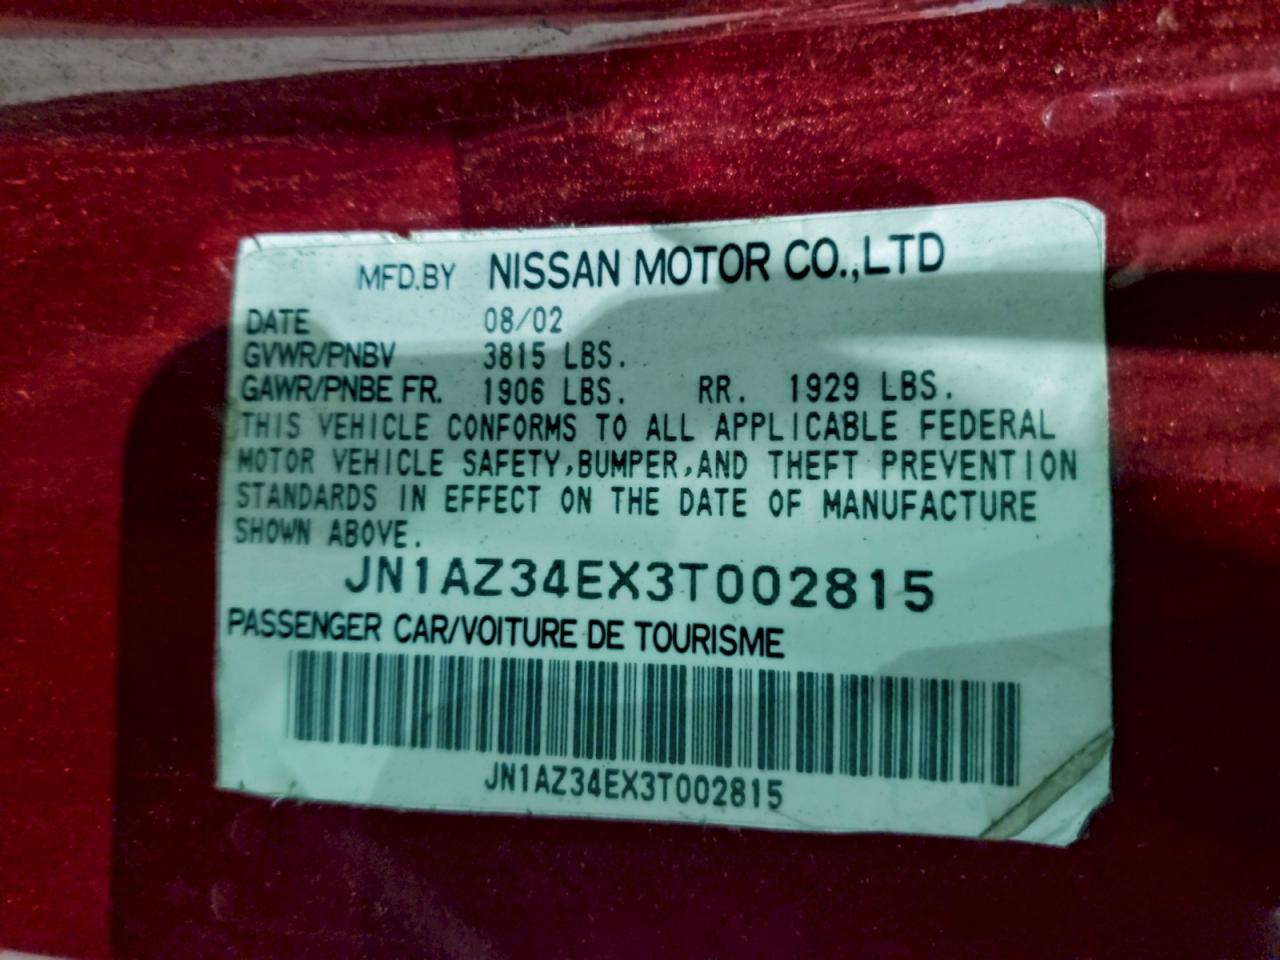 MFD.BY NISSAN MOTOR CO.,LTD
DATE 08/02
GVWR/PNBV 3815 LBS.
GAWR/PNBE FR. 1906 LBS. RR. 1929 LBS.
THIS VEHICLE CONFORMS TO ALL APPLICABLE FEDERAL
MOTOR VEHICLE SAFETY,BUMPER,AND THEFT PREVENTION
STANDARDS IN EFFECT ON THE DATE OF MANUFACTURE
SHOWN ABOVE.
JN1AZ34EX3T002815
PASSENGER CAR/VOITURE DE TOURISME
JN1AZ34EX3T002815